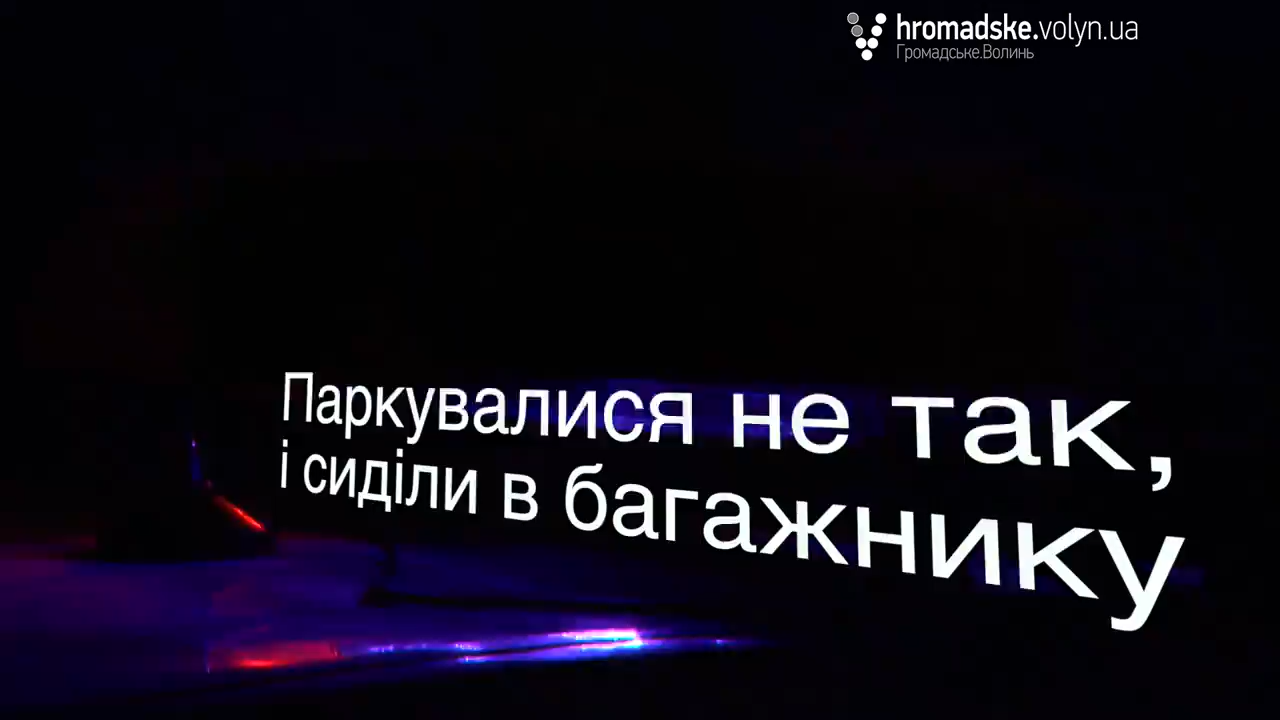 hromadske.volyn.ua
Громадське.Волинь
Паркувалися не так,
і сиділи в багажнику